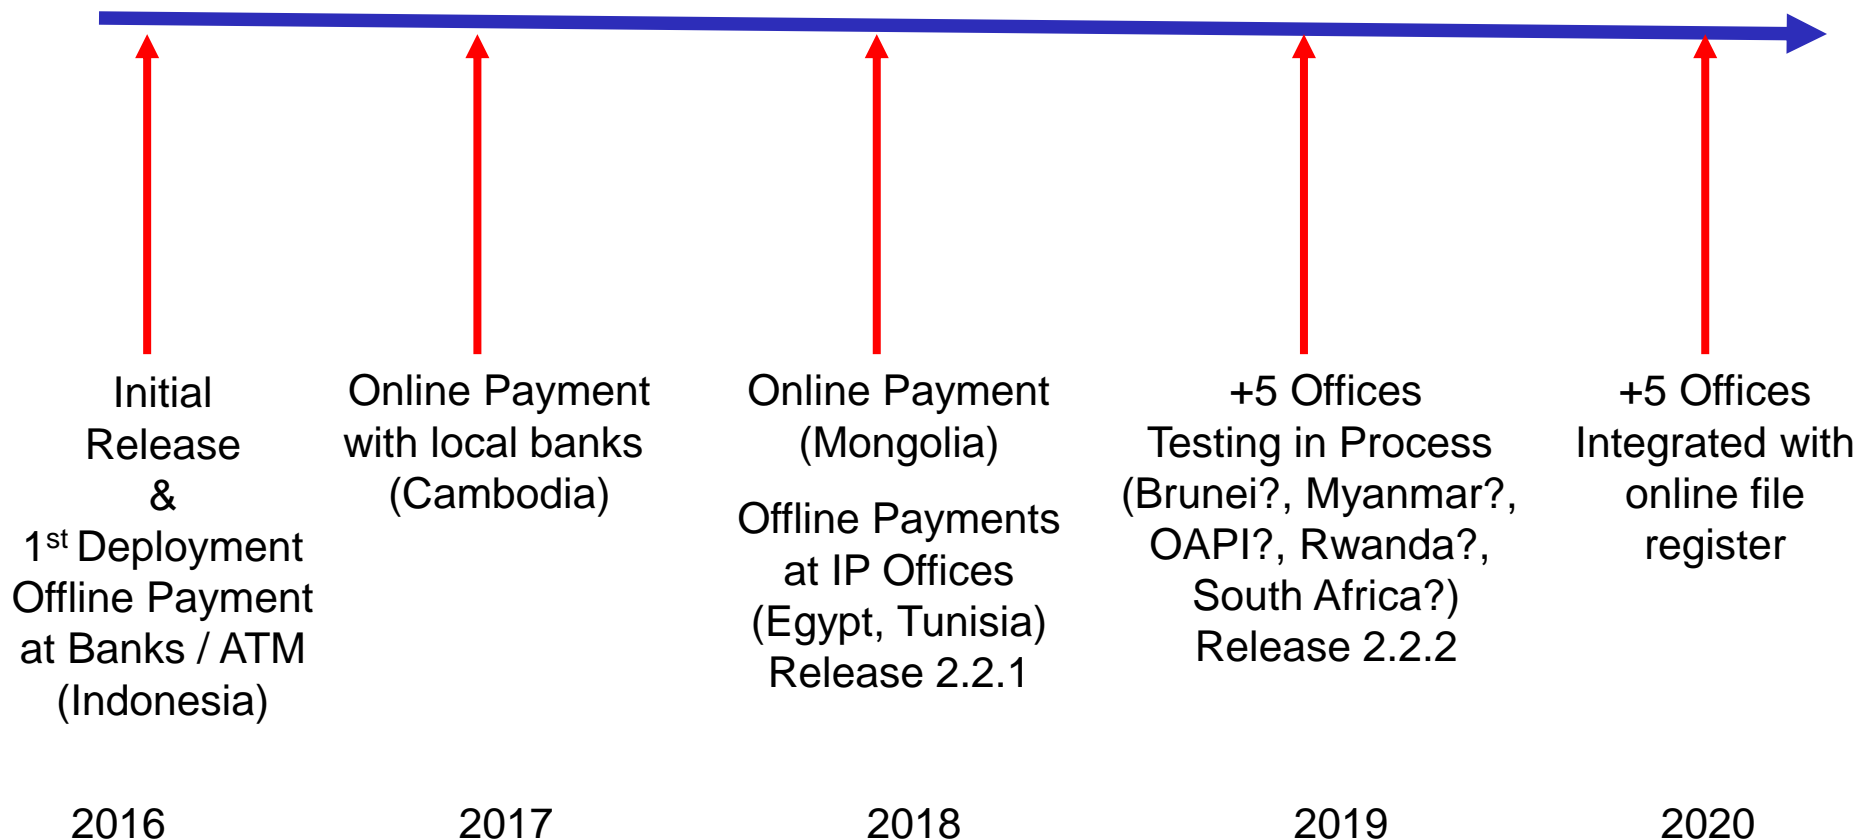 Initial
Release
&
1st Deployment
Offline Payment
at Banks / ATM
(Indonesia)
Online Payment
with local banks
(Cambodia)
Online Payment
(Mongolia)
Offline Payments
at IP Offices
(Egypt, Tunisia)
Release 2.2.1
+5 Offices
Testing in Process
(Brunei?, Myanmar?,
OAPI?, Rwanda?,
South Africa?)
Release 2.2.2
+5 Offices
Integrated with
online file
register
2016
2017
2018
2019
2020